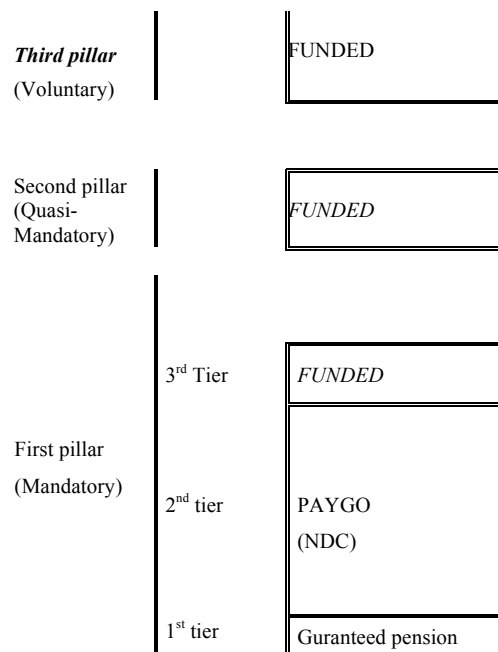 Third pillar
(Voluntary)
FUNDED
Second pillar
(Quasi-
Mandatory)
FUNDED
3rd Tier
FUNDED
First pillar
(Mandatory)
2nd tier
PAYGO
(NDC)
1st tier
Guranteed pension